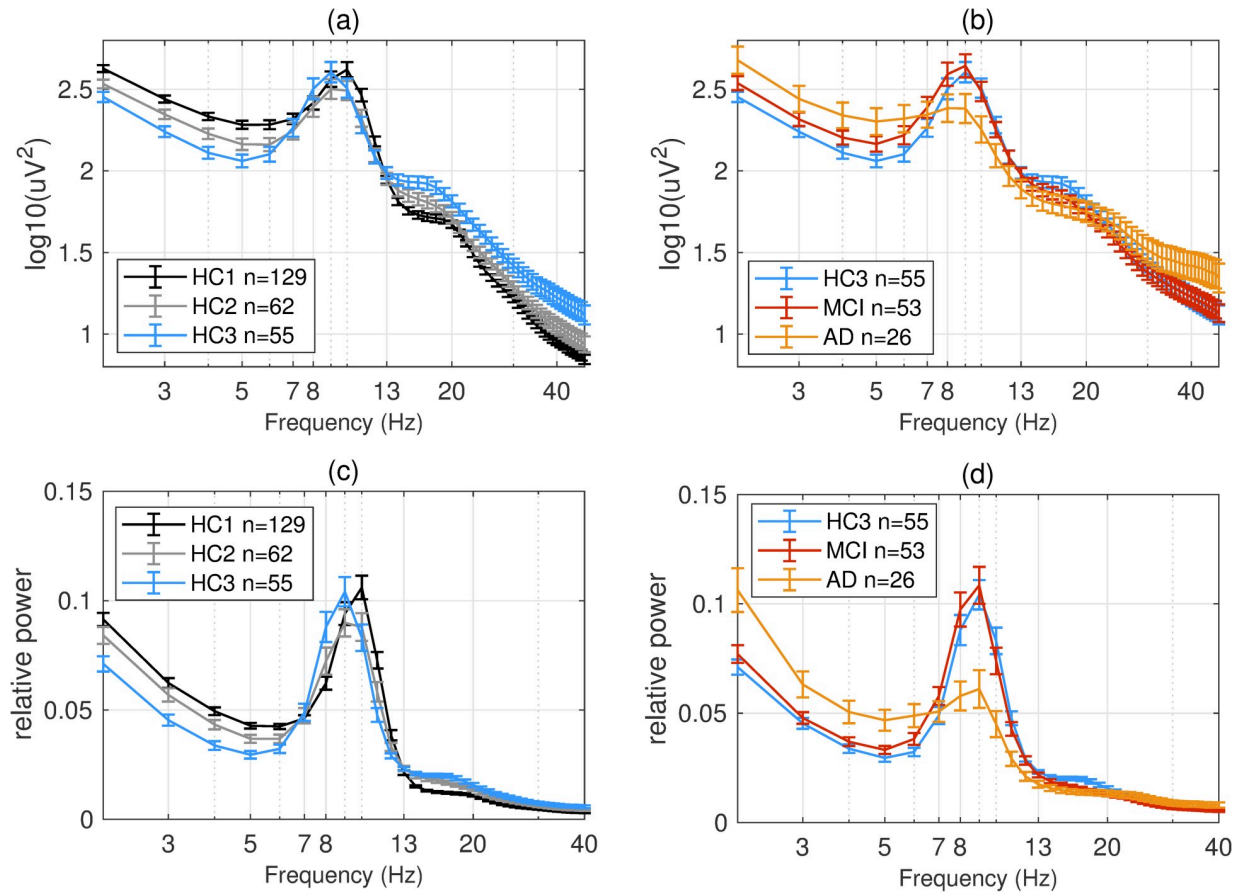 (a)
log10(uV²)
2.5
2
1.5
1
HC1 n=129
HC2 n=62
HC3 n=55
3 5 7 8 13 20 40
Frequency (Hz)
(b)
log10(uV²)
2.5
2
1.5
1
HC3 n=55
MCI n=53
AD n=26
3 5 7 8 13 20 40
Frequency (Hz)
(c)
relative power
0.15
0.1
0.05
0
HC1 n=129
HC2 n=62
HC3 n=55
3 5 7 8 13 20 40
Frequency (Hz)
(d)
relative power
0.15
0.1
0.05
0
HC3 n=55
MCI n=53
AD n=26
3 5 7 8 13 20 40
Frequency (Hz)